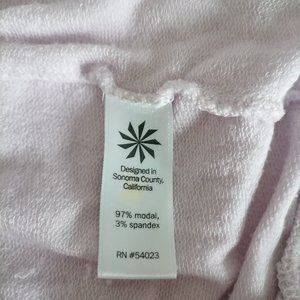 Designed in
Sonoma County,
California
97% modal,
3% spandex
RN #54023